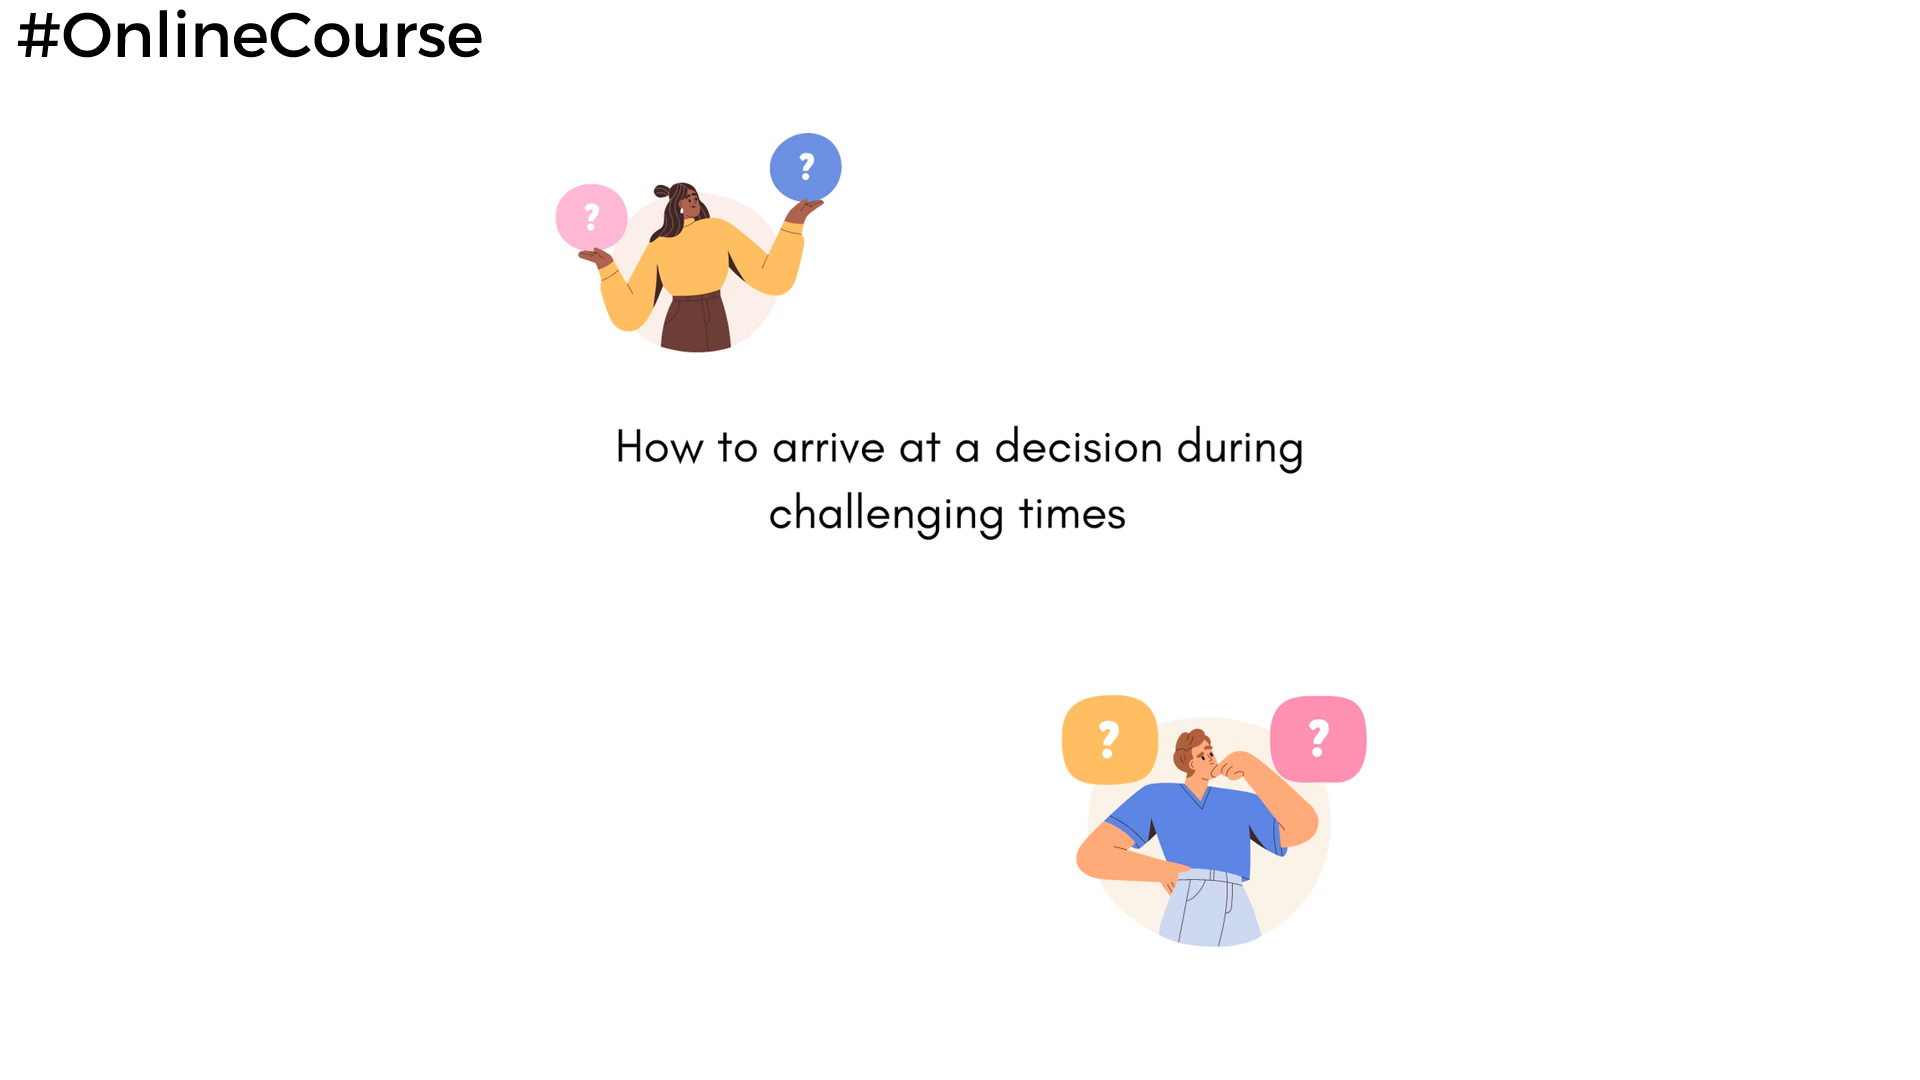 #OnlineCourse
?
?
How to arrive at a decision during
challenging times
?
?